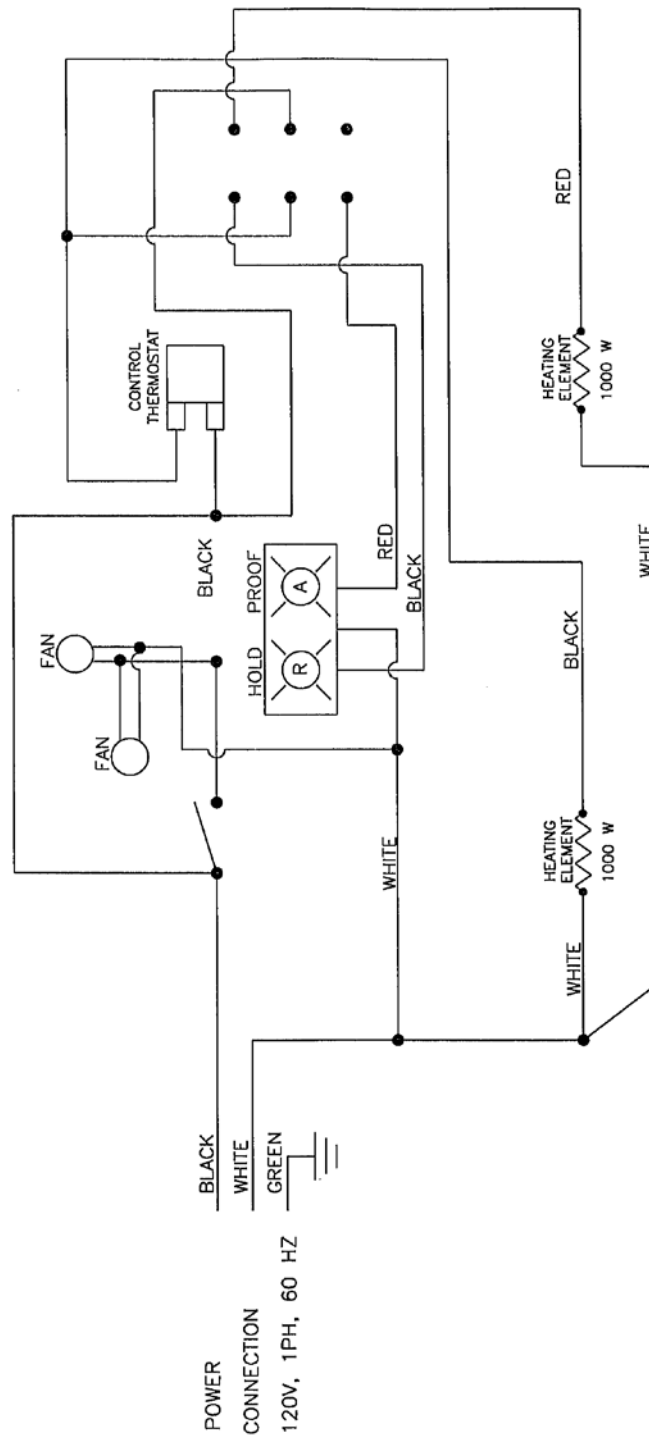 POWER
CONNECTION
120V, 1PH, 60 HZ
BLACK
WHITE
GREEN
FAN
FAN
CONTROL
THERMOSTAT
BLACK
HOLD
PROOF
R
A
RED
BLACK
WHITE
WHITE
HEATING
ELEMENT
1000 W
BLACK
HEATING
ELEMENT
1000 W
RED
WHITE